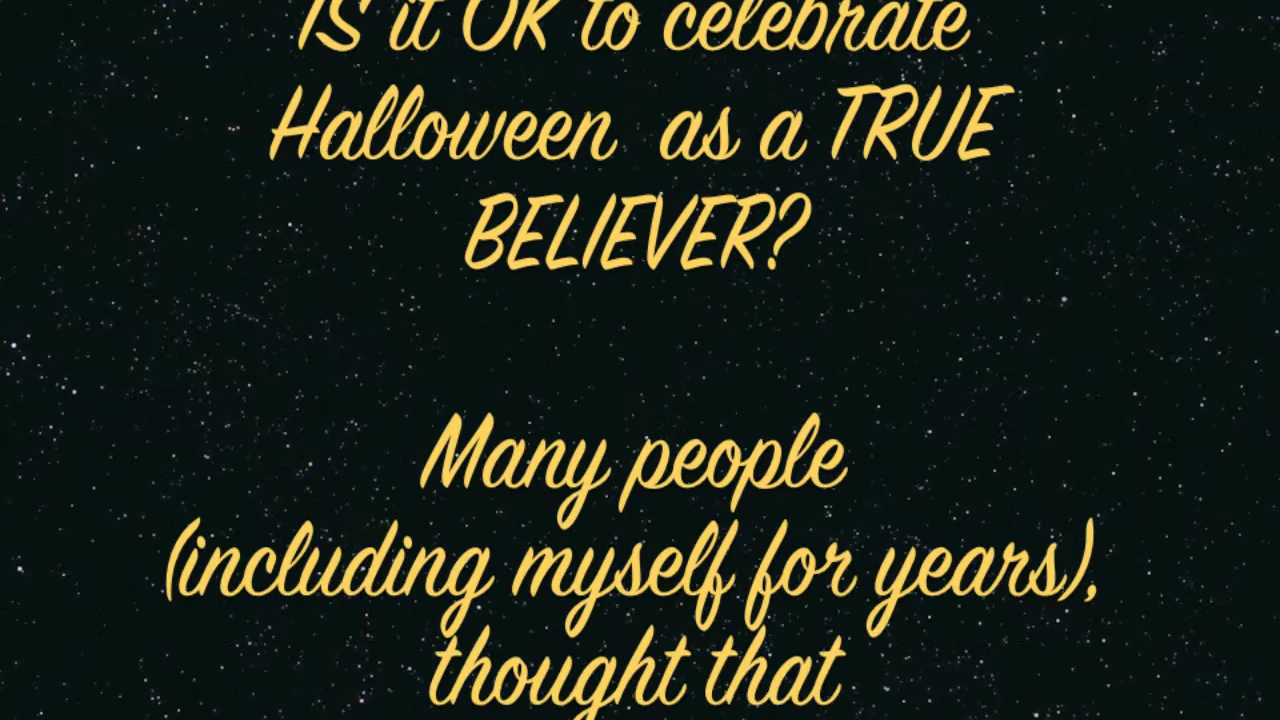 IS it OK to celebrate
Halloween as a TRUE
BELIEVER?
Many people
(including myself for years),
thought that